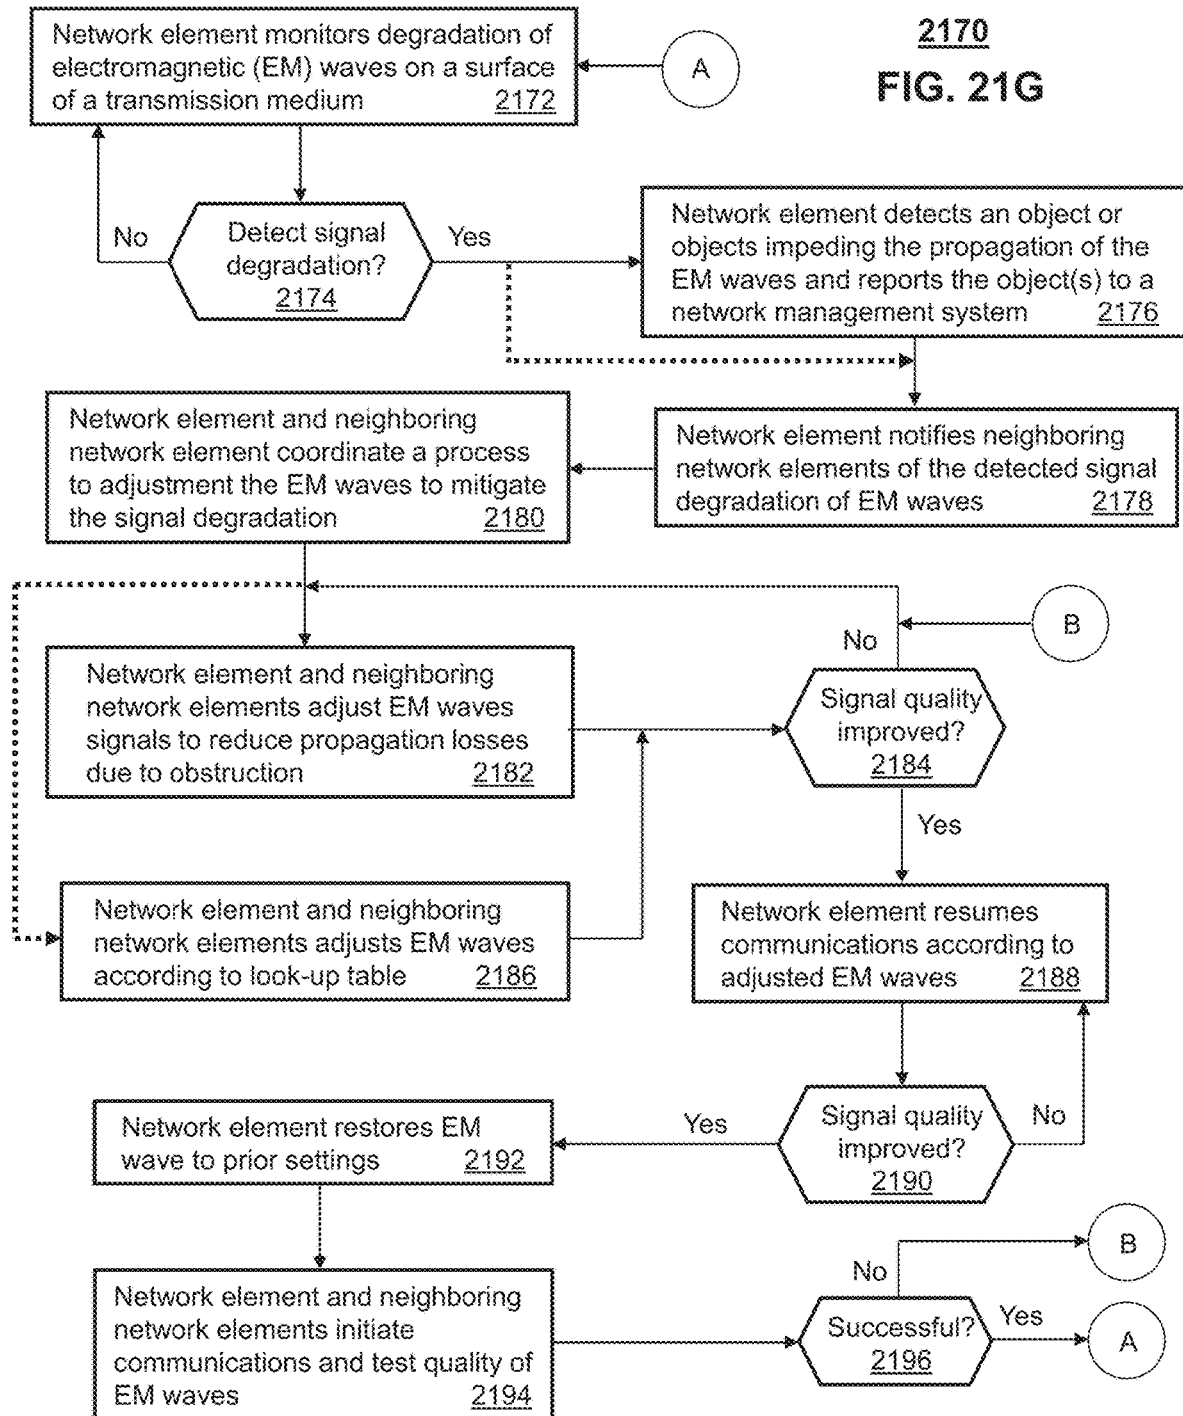 2170
FIG. 21G
Network element monitors degradation of
electromagnetic (EM) waves on a surface
of a transmission medium 2172
A
No
Detect signal
degradation?
2174
Yes
Network element detects an object or
objects impeding the propagation of the
EM waves and reports the object(s) to a
network management system 2176
Network element and neighboring
network element coordinate a process
to adjustment the EM waves to mitigate
the signal degradation 2180
Network element notifies neighboring
network elements of the detected signal
degradation of EM waves 2178
B
No
Network element and neighboring
network elements adjust EM waves
signals to reduce propagation losses
due to obstruction 2182
Signal quality
improved?
2184
Yes
Network element and neighboring
network elements adjusts EM waves
according to look-up table 2186
Network element resumes
communications according to
adjusted EM waves 2188
Network element restores EM
wave to prior settings 2192
Yes
Signal quality
improved?
2190
No
B
No
Network element and neighboring
network elements initiate
communications and test quality of
EM waves 2194
Successful?
2196
Yes
A